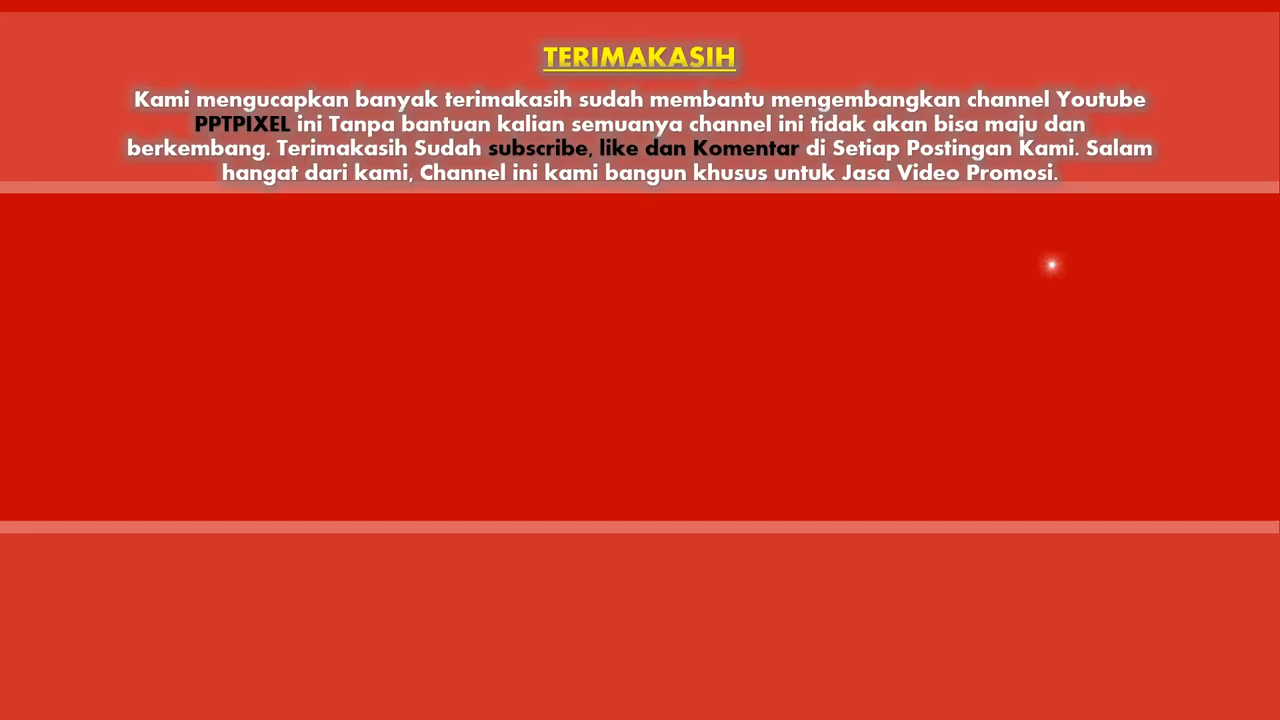 TERIMAKASIH
Kami mengucapkan banyak terimakasih sudah membantu mengembangkan channel Youtube
PPTPIXEL ini Tanpa bantuan kalian semuanya channel ini tidak akan bisa maju dan
berkembang. Terimakasih Sudah subscribe, like dan Komentar di Setiap Postingan Kami. Salam
hangat dari kami, Channel ini kami bangun khusus untuk Jasa Video Promosi.